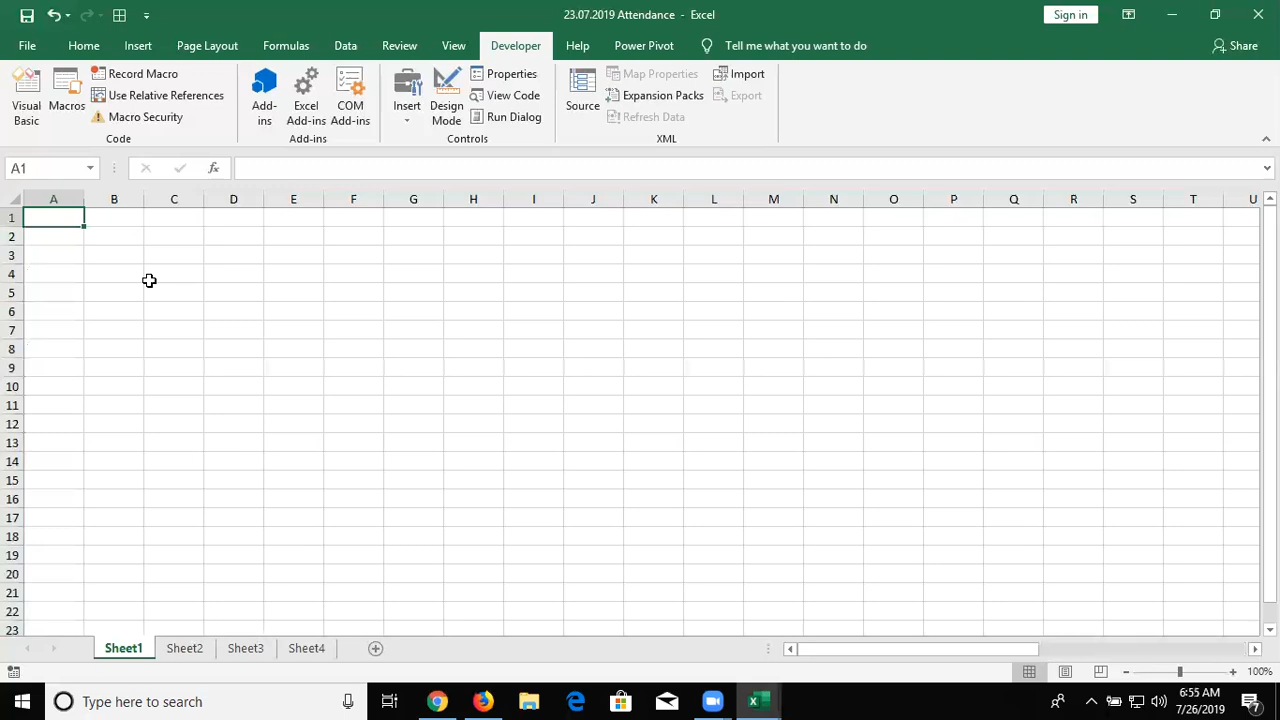 23.07.2019 Attendance - Excel
Sign in
File Home Insert Page Layout Formulas Data Review View Developer Help Power Pivot Tell me what you want to do Share
Visual Basic
Macros
Record Macro
Use Relative References
Macro Security
Code
Add-ins
Excel Add-ins
COM Add-ins
Add-ins
Insert
Design Mode
Properties
View Code
Run Dialog
Controls
Source
Map Properties
Expansion Packs
Refresh Data
Import
Export
XML
A1
fx
A B C D E F G H I J K L M N O P Q R S T U
1
2
3
4
5
6
7
8
9
10
11
12
13
14
15
16
17
18
19
20
21
22
23
Sheet1 Sheet2 Sheet3 Sheet4
100%
Type here to search
6:55 AM
7/26/2019
7